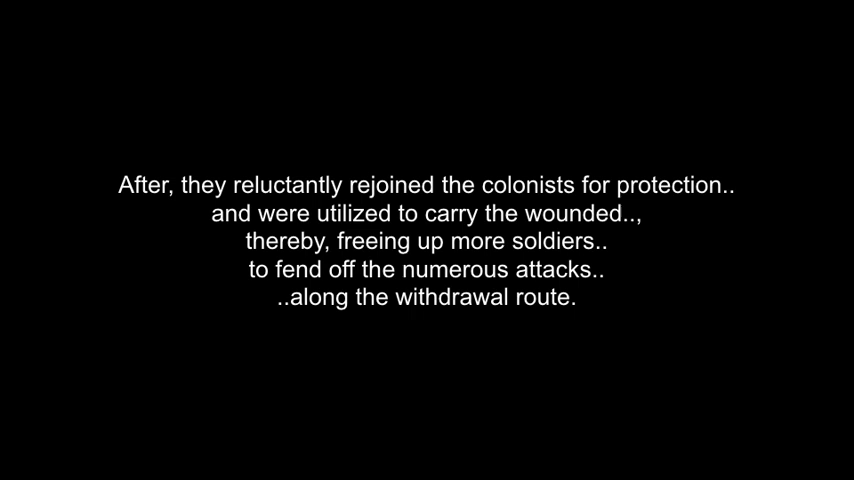 After, they reluctantly rejoined the colonists for protection..
and were utilized to carry the wounded..,
thereby, freeing up more soldiers..
to fend off the numerous attacks..
..along the withdrawal route.